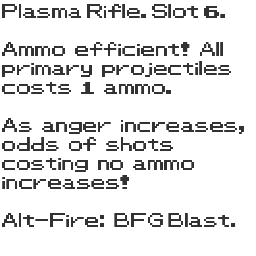 Plasma Rifle. Slot 6.
Ammo efficient! All
primary projectiles
costs 1 ammo.
As anger increases,
odds of shots
costing no ammo
increases!
Alt-Fire: BFG Blast.